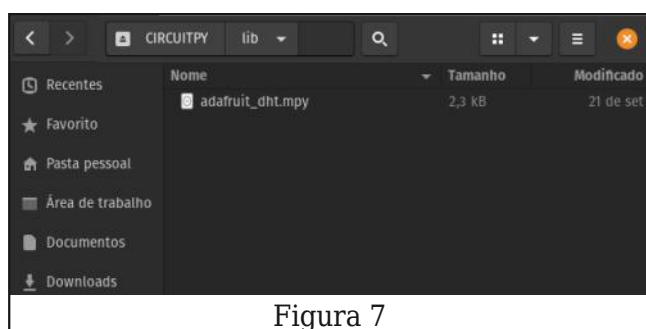 CIRCUITPY lib
Nome Tamanho Modificado
adafruit_dht.mpy 2,3 kB 21 de set
Recentes
Favorito
Pasta pessoal
Área de trabalho
Documentos
Downloads
Figura 7